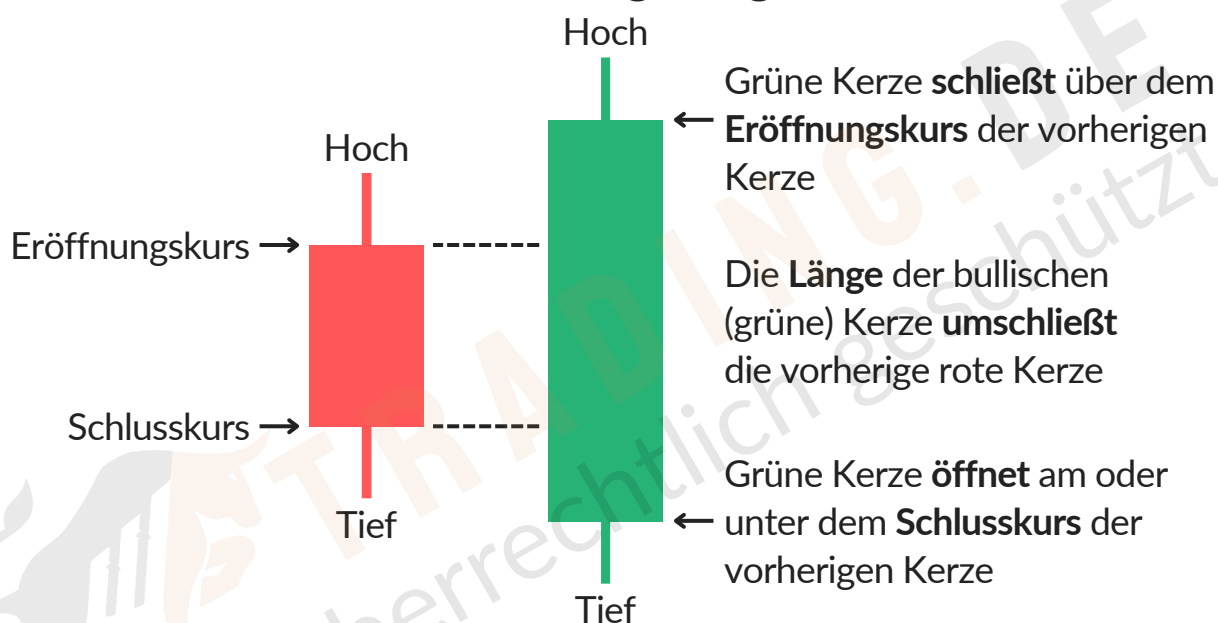 Hoch
Grüne Kerze schließt über dem
Eröffnungskurs der vorherigen
Kerze
Hoch
Eröffnungskurs
Die Länge der bullischen
(grüne) Kerze umschließt
die vorherige rote Kerze
Schlusskurs
Grüne Kerze öffnet am oder
unter dem Schlusskurs der
vorherigen Kerze
Tief
Tief
TRADING.DE
geschützt